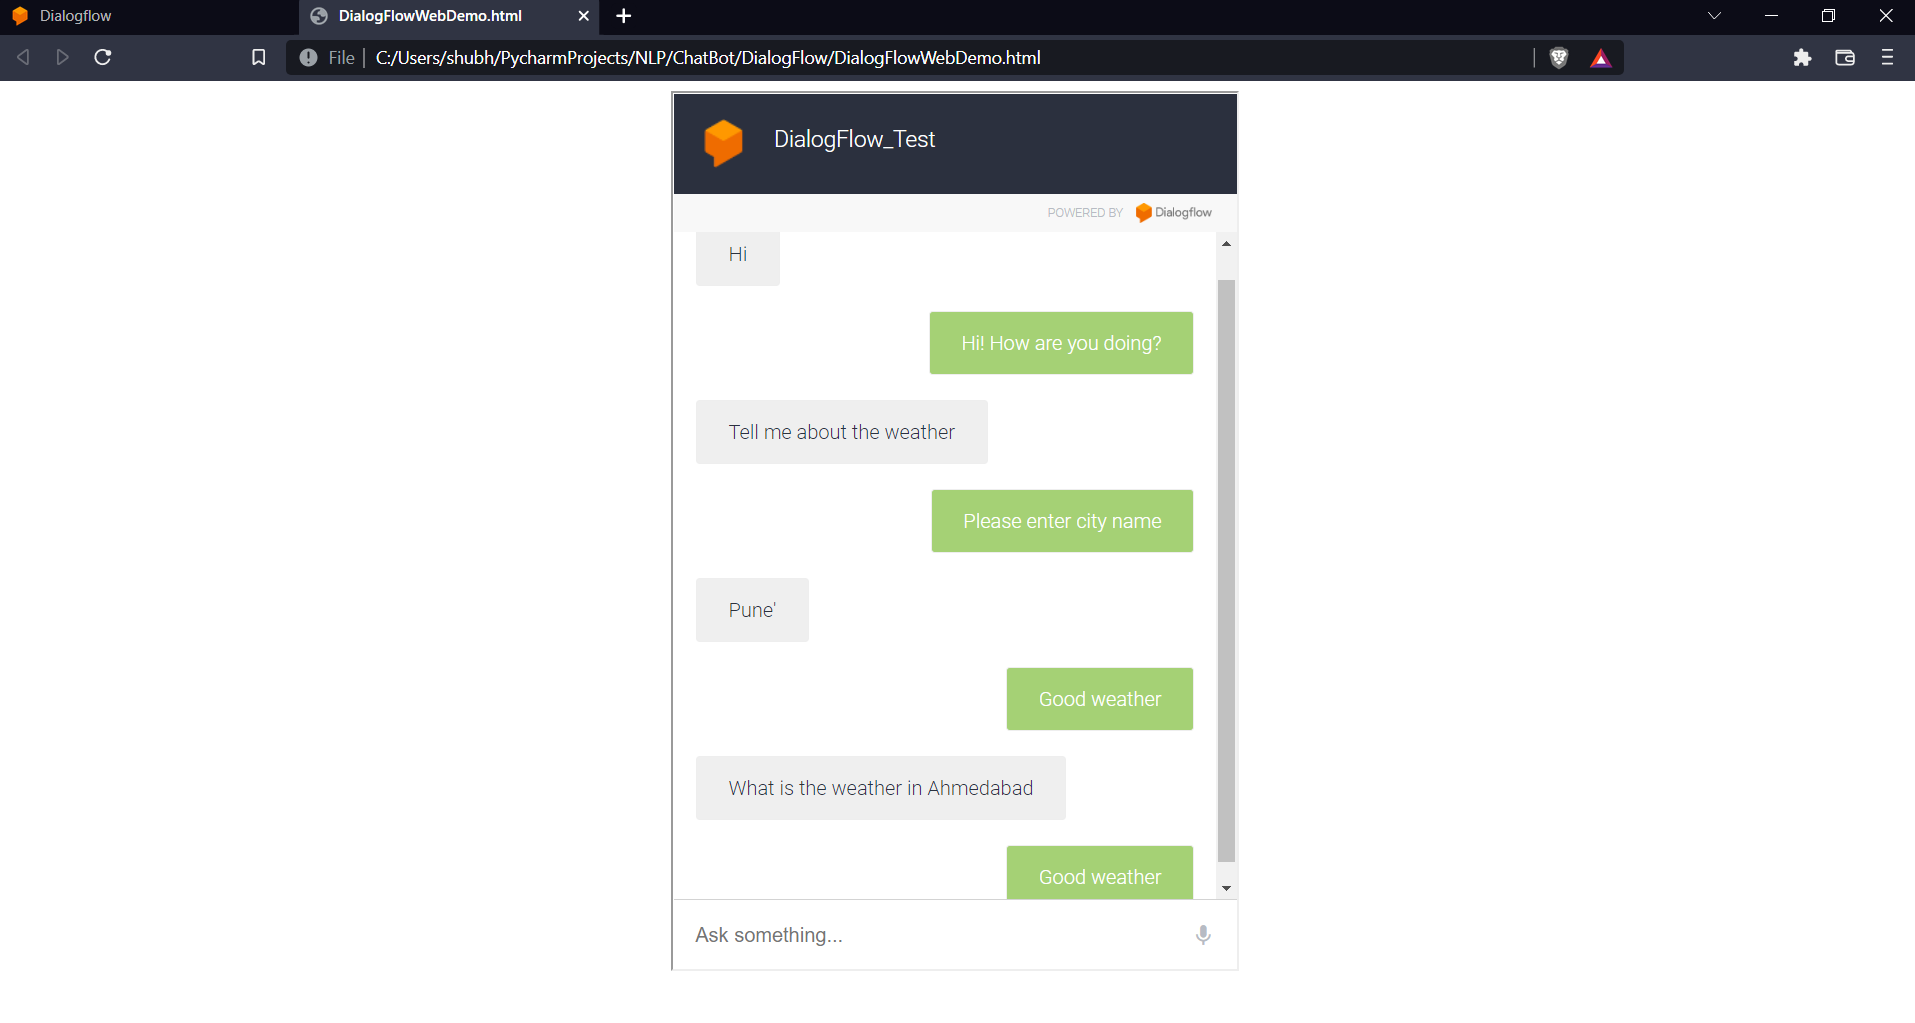 Dialogflow
DialogFlowWebDemo.html
File
C:/Users/shubh/PycharmProjects/NLP/ChatBot/DialogFlow/DialogFlowWebDemo.html
DialogFlow_Test
POWERED BY Dialogflow
Hi
Hi! How are you doing?
Tell me about the weather
Please enter city name
Pune'
Good weather
What is the weather in Ahmedabad
Good weather
Ask something...